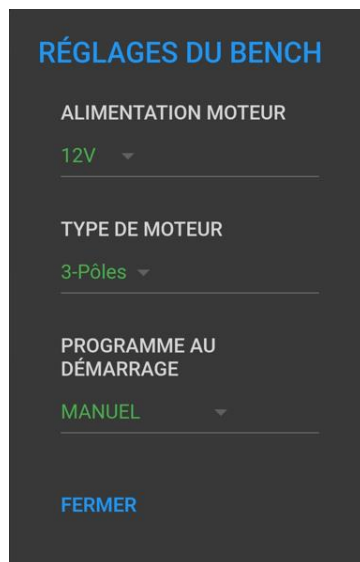 RÉGLAGES DU BENCH
ALIMENTATION MOTEUR
12V
TYPE DE MOTEUR
3-Pôles
PROGRAMME AU
DÉMARRAGE
MANUEL
FERMER